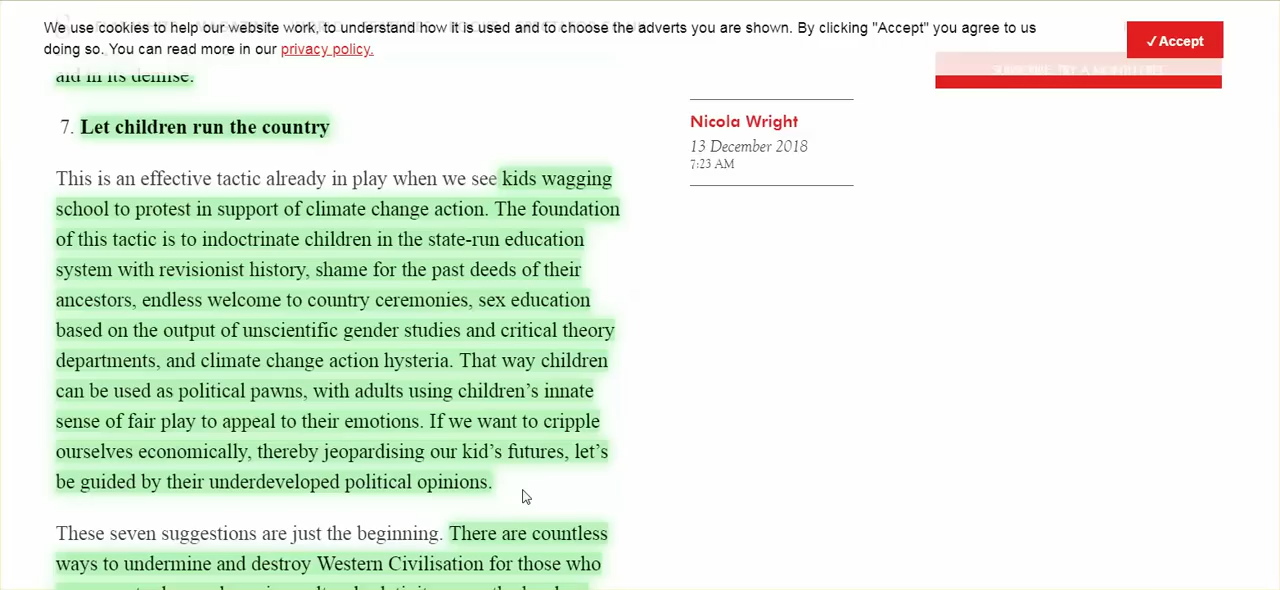 We use cookies to help our website work, to understand how it is used and to choose the adverts you are shown. By clicking "Accept" you agree to us
doing so. You can read more in our privacy policy.
✓Accept
aid in its demise.
7. Let children run the country
This is an effective tactic already in play when we see kids wagging
school to protest in support of climate change action. The foundation
of this tactic is to indoctrinate children in the state-run education
system with revisionist history, shame for the past deeds of their
ancestors, endless welcome to country ceremonies, sex education
based on the output of unscientific gender studies and critical theory
departments, and climate change action hysteria. That way children
can be used as political pawns, with adults using children’s innate
sense of fair play to appeal to their emotions. If we want to cripple
ourselves economically, thereby jeopardising our kid’s futures, let’s
be guided by their underdeveloped political opinions.
These seven suggestions are just the beginning. There are countless
ways to undermine and destroy Western Civilisation for those who
Nicola Wright
13 December 2018
7:23 AM